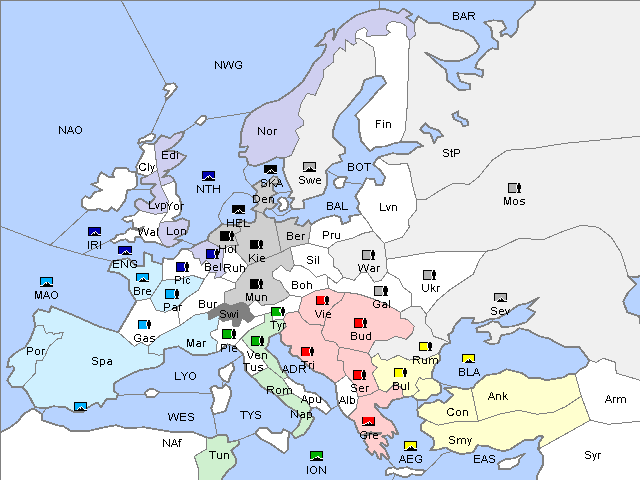 BAR
NWG
NAO
Nor
Fin
StP
Edi
Cly
NTH
SKA
Swe
BOT
Mos
Den
Lvp
Yor
HEL
BAL
Lvn
Wal
Lon
IRI
Hol
Kie
Ber
Pru
ENG
Bel
Ruh
Sil
War
Ukr
Pic
Boh
Gal
MAO
Bre
Par
Mun
Sev
Bur
Swi
Vie
Gas
Tyr
Bud
Pie
Ven
Rum
Mar
Tus
Tri
BLA
Por
Spa
ADR
Ser
Bul
LYO
Rom
Apu
Alb
Ank
Arm
Con
WES
TYS
Nap
Gre
NAf
Smy
Tun
ION
AEG
EAS
Syr